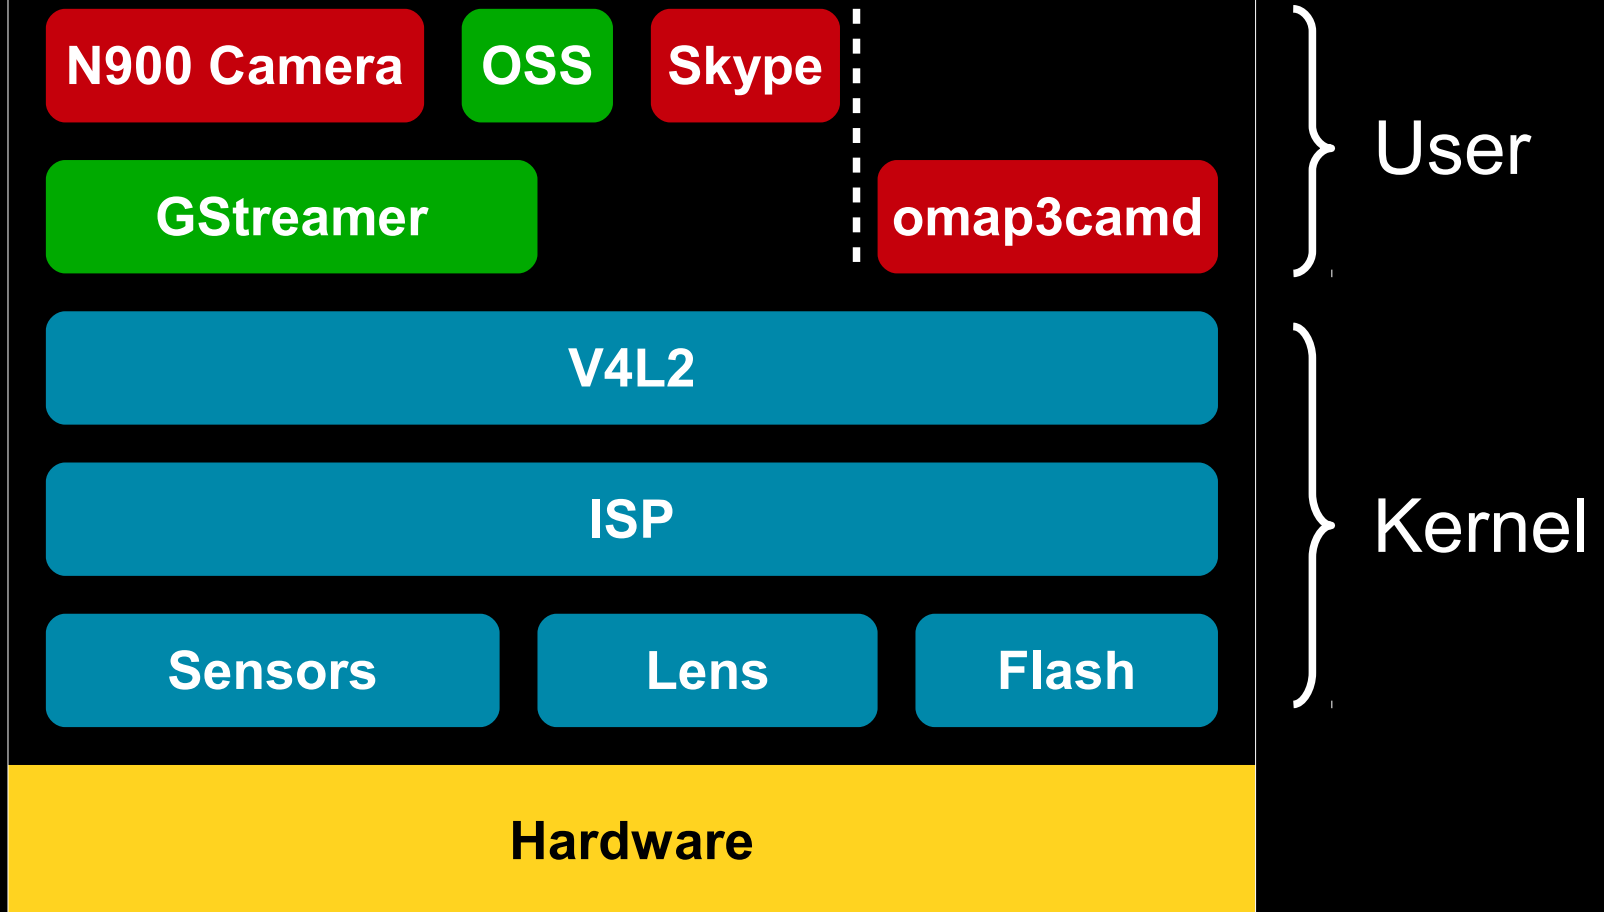 N900 Camera OSS Skype
User
GStreamer omap3camd
V4L2
ISP
Kernel
Sensors Lens Flash
Hardware